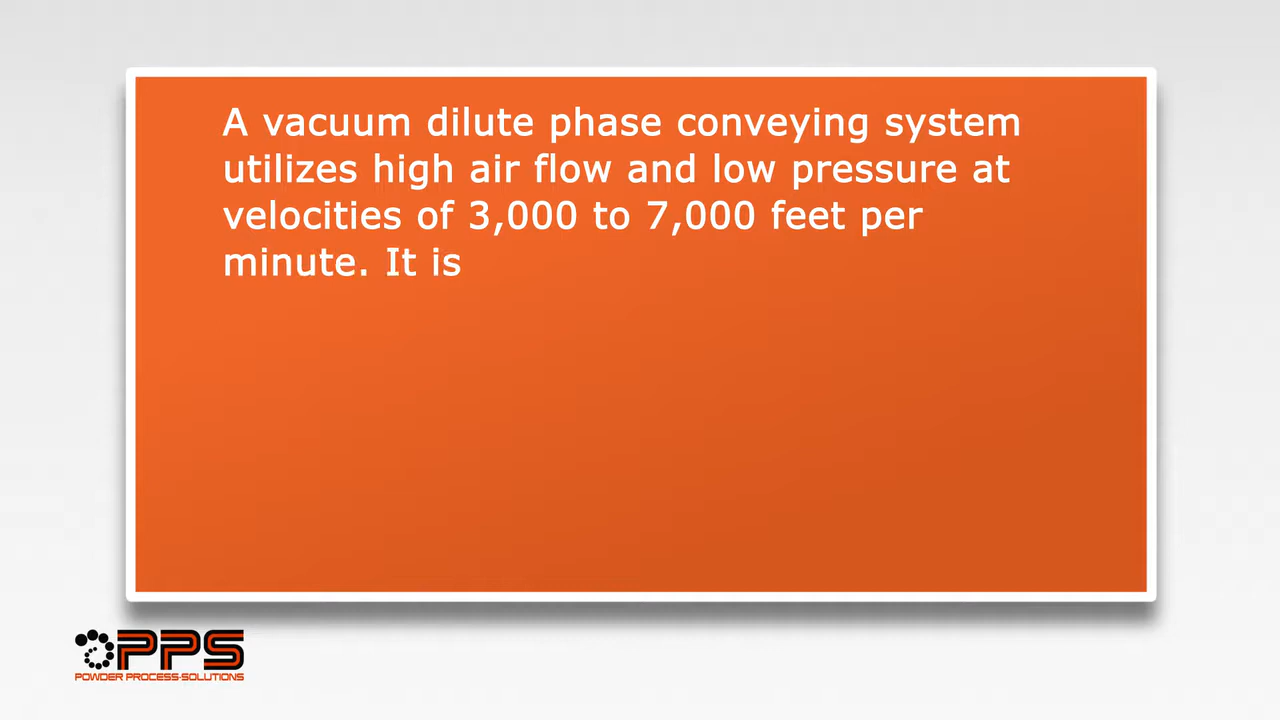 A vacuum dilute phase conveying system
utilizes high air flow and low pressure at
velocities of 3,000 to 7,000 feet per
minute. It is
PPS
POWDER PROCESS-SOLUTIONS